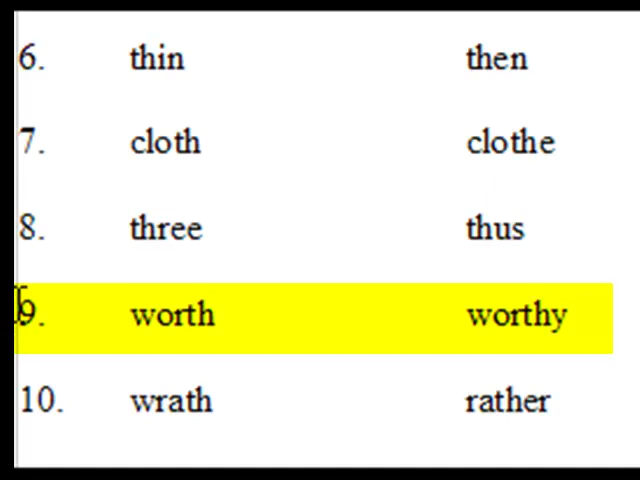 6. thin then
7. cloth clothe
8. three thus
9. worth worthy
10. wrath rather